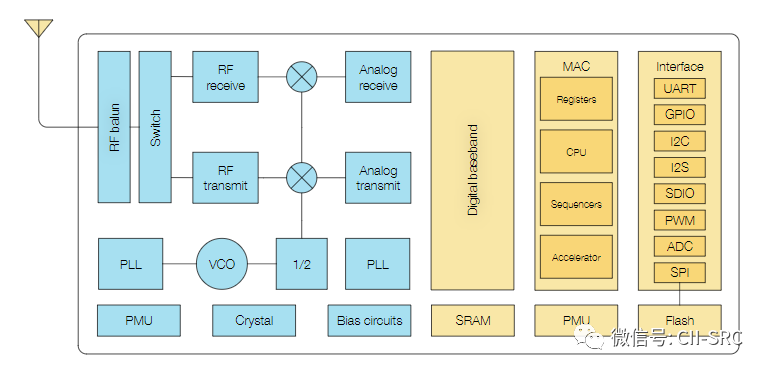 RF balun
Switch
RF
receive
Analog
receive
RF
transmit
Analog
transmit
PLL
VCO
1/2
PLL
PMU
Crystal
Bias circuits
Digital baseband
SRAM
MAC
Registers
CPU
Sequencers
Accelerator
PMU
Interface
UART
GPIO
I2C
I2S
SDIO
PWM
ADC
SPI
Flash
微信号: CII-SRC